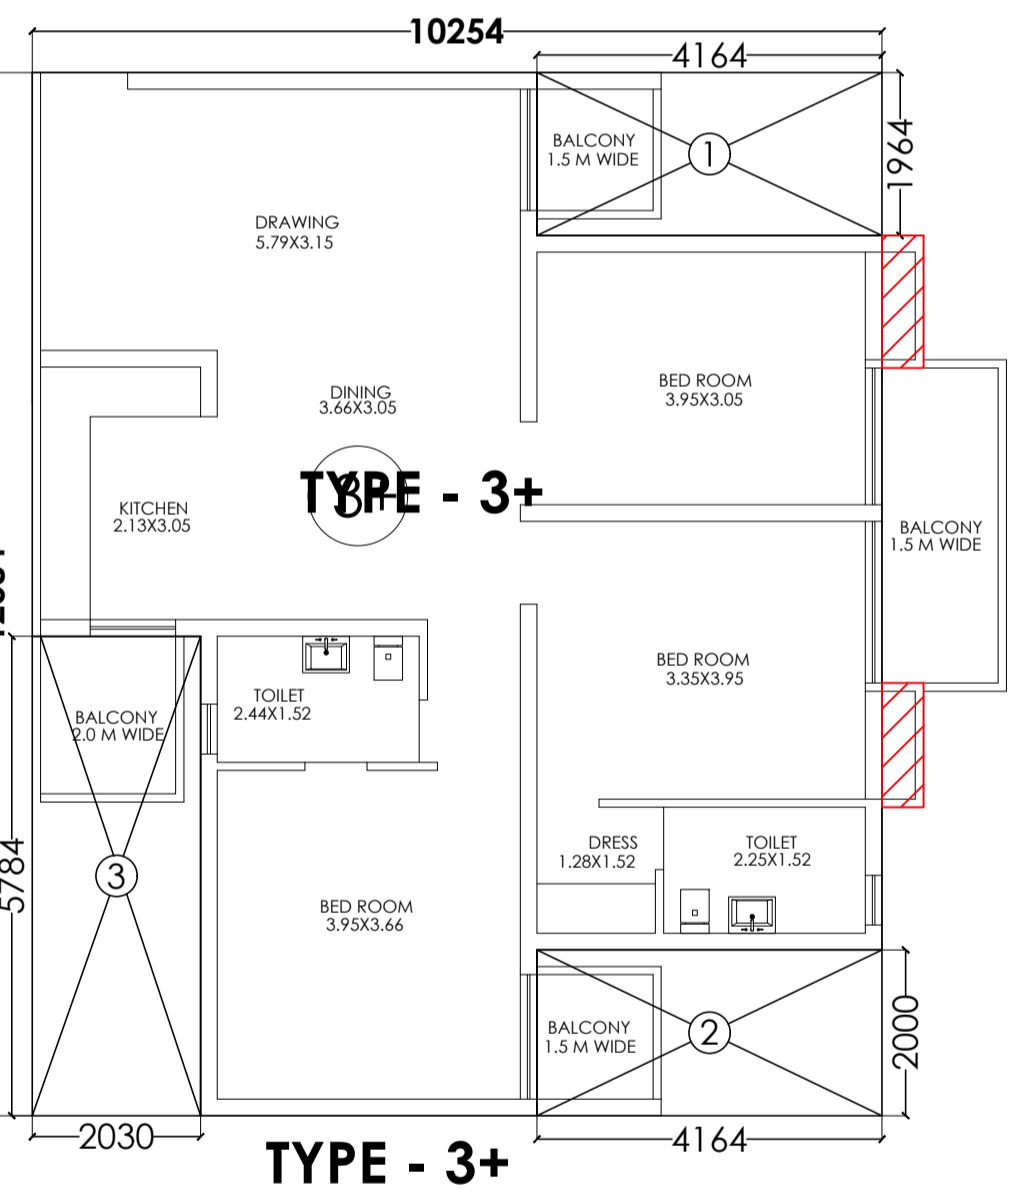 10254
4164
BALCONY
1.5 M WIDE
1
1964
DRAWING
5.79X3.15
BED ROOM
3.95X3.05
DINING
3.66X3.05
TYPE - 3+
KITCHEN
2.13X3.05
BALCONY
1.5 M WIDE
BED ROOM
3.35X3.95
TOILET
2.44X1.52
BALCONY
2.0 M WIDE
DRESS
1.28X1.52
TOILET
2.25X1.52
3
5784
BED ROOM
3.95X3.66
BALCONY
1.5 M WIDE
2
2000
2030
4164
TYPE - 3+